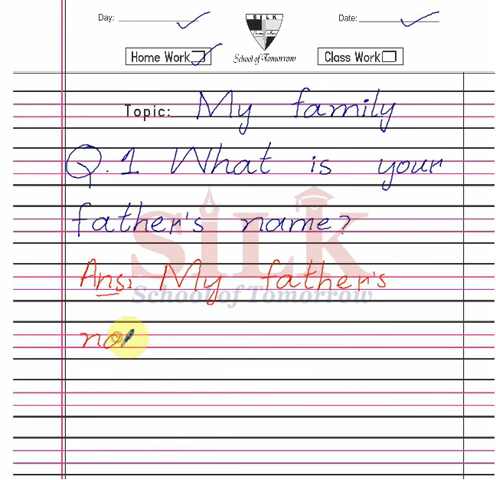 Day:
Date:
SILK
School of Tomorrow
Home Work
Class Work
Topic: My family
Q.1 What is your
father's name?
Ans: My father's
SiLK
School of Tomorrow